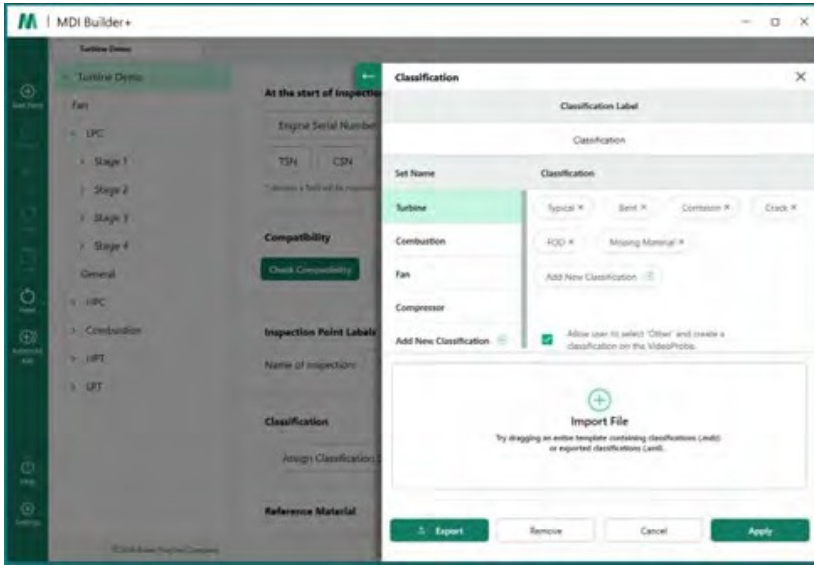 MDI Builder+
Turbine Demo
Turbine Demo
Fan
LPC
Stage 1
Stage 2
Stage 3
Stage 4
General
HPC
Combustion
HPT
LPT
Help
Settings
At the start of Inspection
Engine Serial Number
TSN
CSN
Compatibility
Check Compatibility
Inspection Point Labels
Name of inspection
Classification
Assign Classification
Reference Material
Classification
Classification Label
Classification
Set Name
Classification
Turbine
Typical × Bent × Corrosion × Crack ×
Combustion
FOD × Missing Material ×
Fan
Add New Classification
Compressor
Add New Classification
Allow user to select 'Other' and create a
classification on the VideoProbe.
Import File
Try dragging an entire template containing classifications (.mdt)
or exported classifications (.xml).
Export
Remove
Cancel
Apply